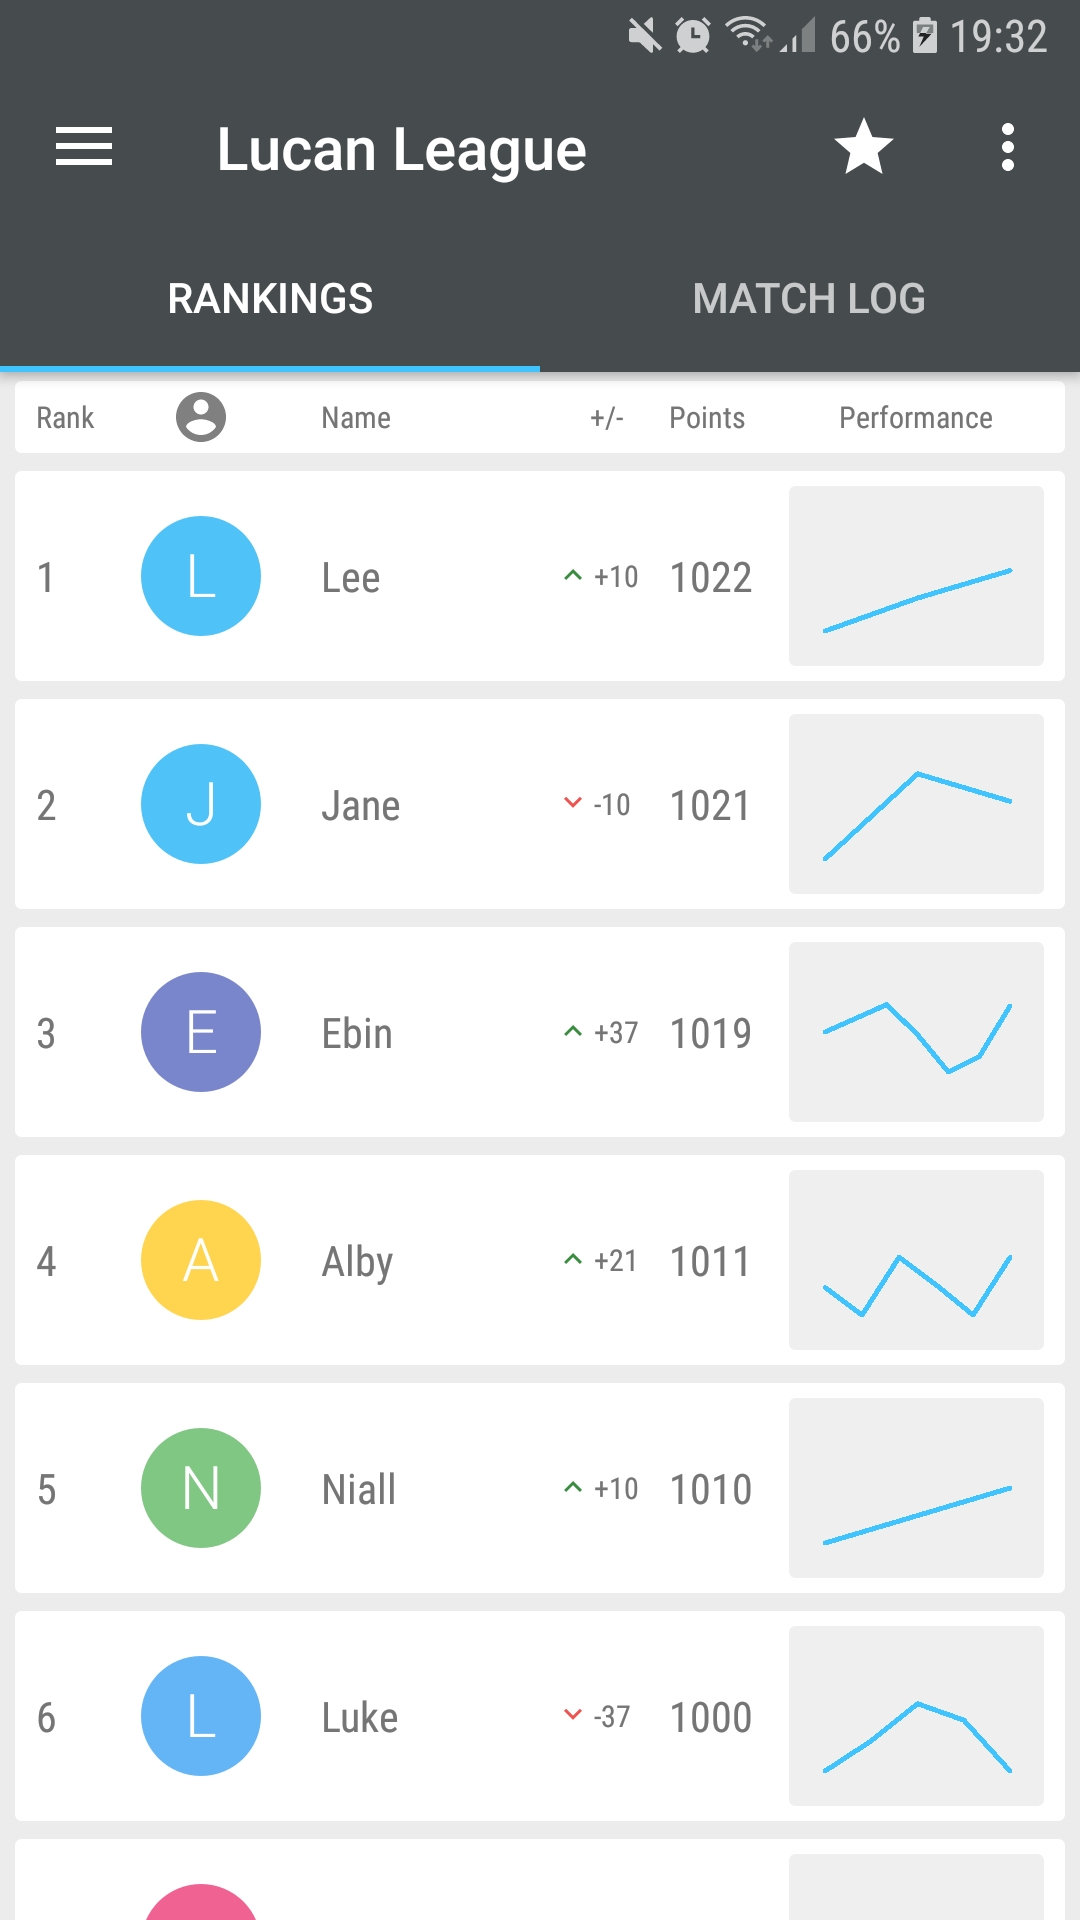 66% 19:32
Lucan League
RANKINGS MATCH LOG
Rank Name +/- Points Performance
1 L Lee +10 1022
2 J Jane -10 1021
3 E Ebin +37 1019
4 A Alby +21 1011
5 N Niall +10 1010
6 L Luke -37 1000